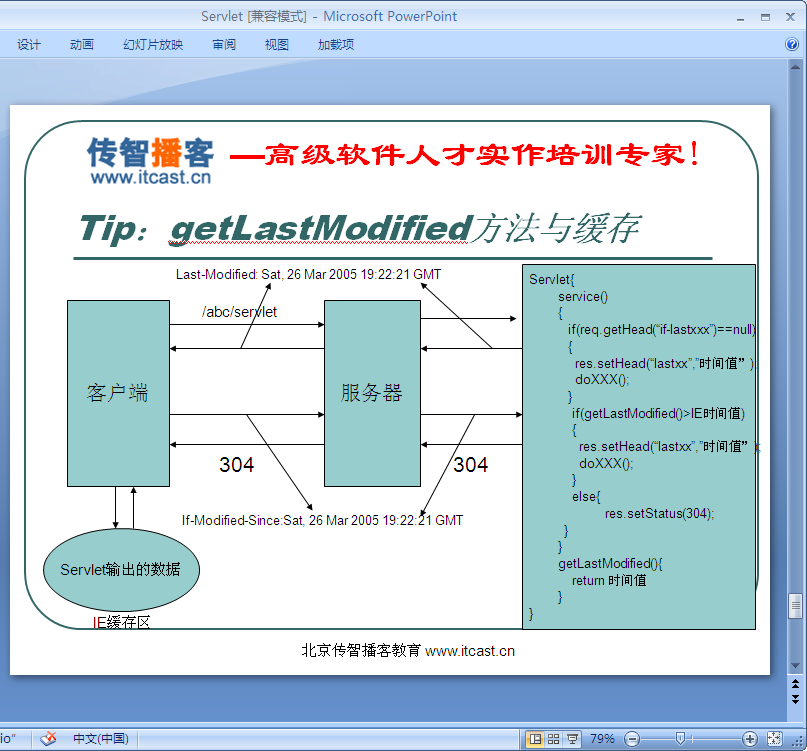 Servlet [兼容模式] - Microsoft PowerPoint
设计 动画 幻灯片放映 审阅 视图 加载项
传智播客 —高级软件人才实作培训专家!
www.itcast.cn
Tip：getLastModified方法与缓存
Last-Modified: Sat, 26 Mar 2005 19:22:21 GMT
/abc/servlet
客户端
服务器
304
304
If-Modified-Since:Sat, 26 Mar 2005 19:22:21 GMT
Servlet输出的数据
IE缓存区
Servlet{
service()
{
if(req.getHead(“if-lastxxx”)==null)
{
res.setHead(“lastxx”,”时间值”);
doXXX();
}
if(getLastModified()>IE时间值)
{
res.setHead(“lastxx”,”时间值”);
doXXX();
}
else{
res.setStatus(304);
}
}
getLastModified(){
return 时间值
}
}
北京传智播客教育 www.itcast.cn
io" 中文(中国) 79%